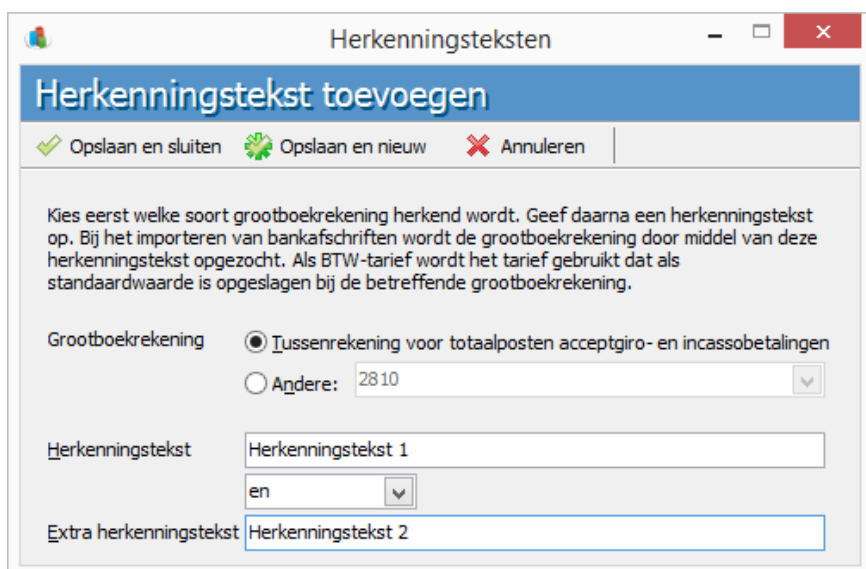 Herkenningsteksten
Herkenningstekst toevoegen
Opslaan en sluiten Opslaan en nieuw Annuleren
Kies eerst welke soort grootboekrekening herkend wordt. Geef daarna een herkenningstekst
op. Bij het importeren van bankafschriften wordt de grootboekrekening door middel van deze
herkenningstekst opgezocht. Als BTW-tarief wordt het tarief gebruikt dat als
standaardwaarde is opgeslagen bij de betreffende grootboekrekening.
Grootboekrekening Tussenrekening voor totaalposten acceptgiro- en incassobetalingen
Andere: 2810
Herkenningstekst Herkenningstekst 1
en
Extra herkenningstekst Herkenningstekst 2